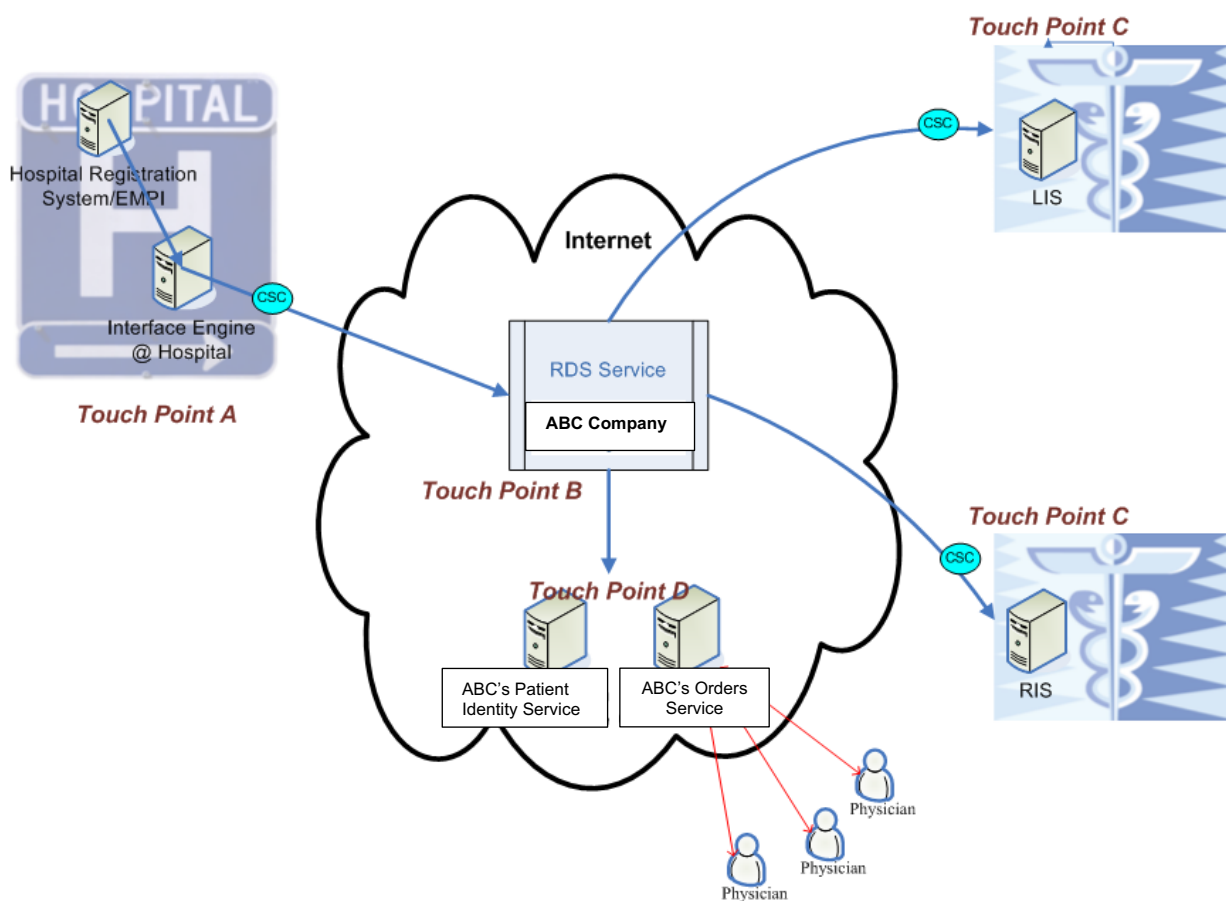 Touch Point C
HOSPITAL
Hospital Registration
System/EMPI
CSC
LIS
Internet
CSC
Interface Engine
@ Hospital
RDS Service
ABC Company
Touch Point A
Touch Point B
Touch Point C
CSC
Touch Point D
RIS
ABC's Patient
Identity Service
ABC’s Orders
Service
Physician
Physician
Physician